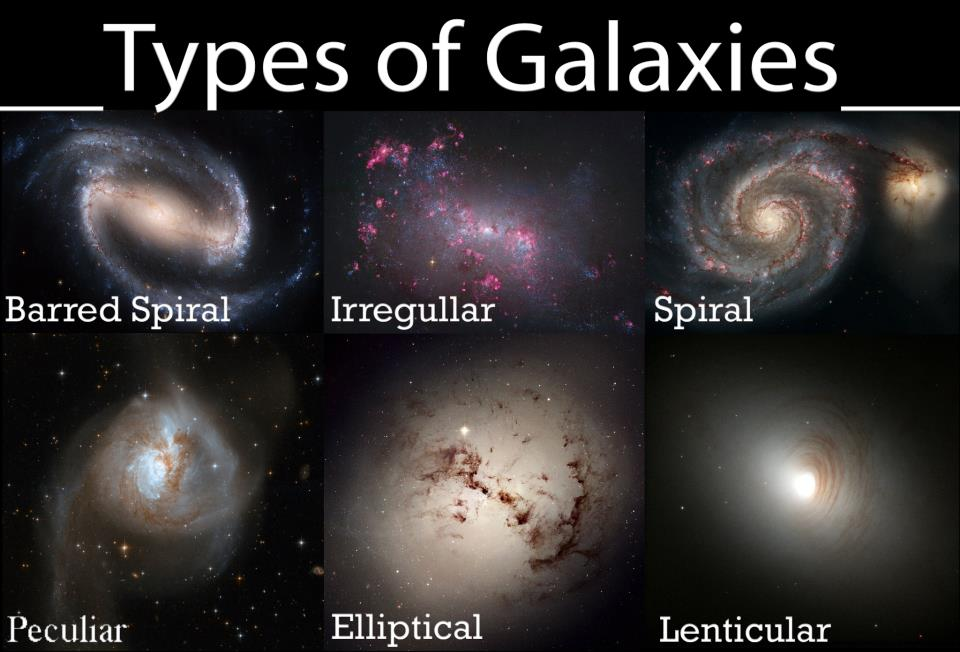 Types of Galaxies
Barred Spiral
Irregullar
Spiral
Peculiar
Elliptical
Lenticular